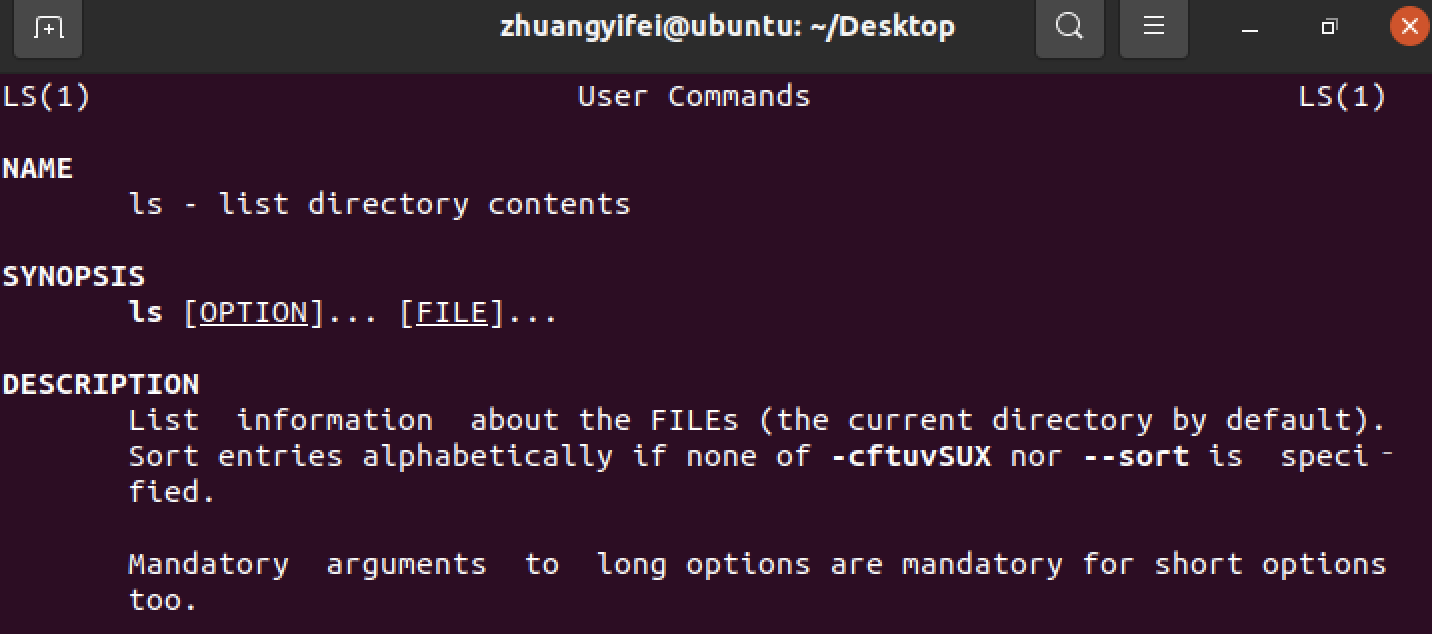 zhuangyifei@ubuntu: ~/Desktop
LS(1) User Commands LS(1)
NAME
ls - list directory contents
SYNOPSIS
ls [OPTION]... [FILE]...
DESCRIPTION
List information about the FILEs (the current directory by default).
Sort entries alphabetically if none of -cftuvSUX nor --sort is speci-
fied.
Mandatory arguments to long options are mandatory for short options
too.